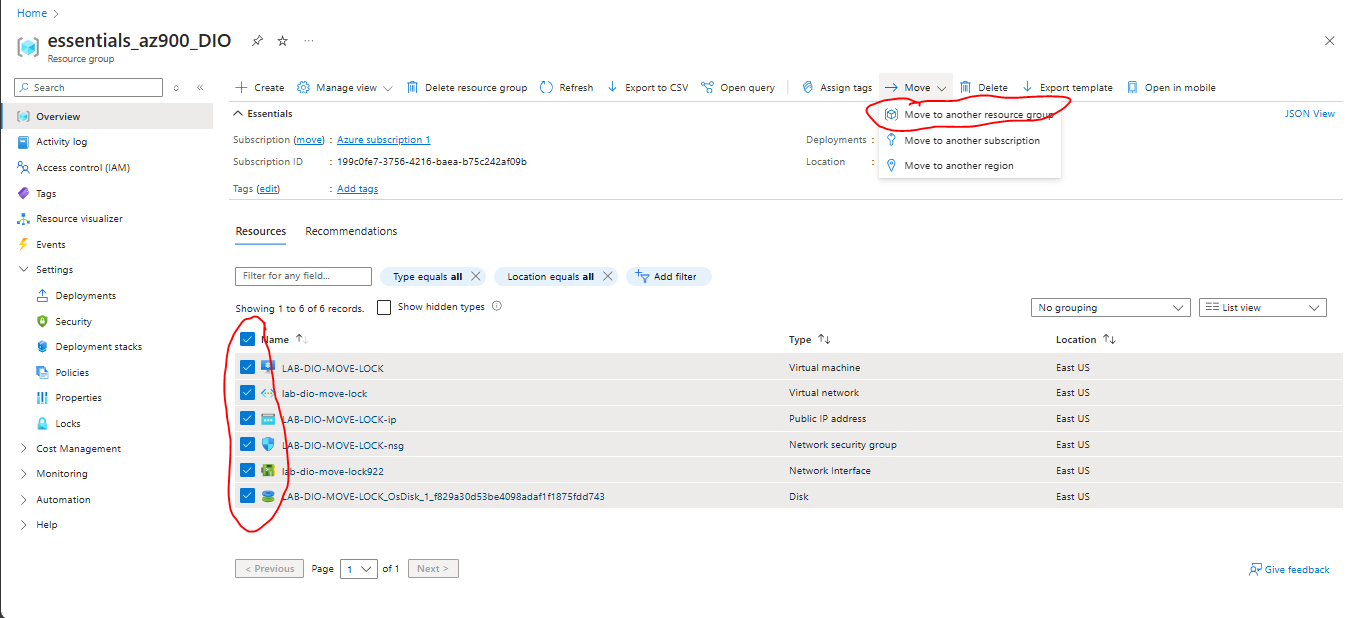 Home >
essentials_az900_DIO
Resource group
Search
Create Manage view Delete resource group Refresh Export to CSV Open query Assign tags Move Delete Export template Open in mobile
Move to another resource group
Move to another subscription
Move to another region
Overview
Activity log
Access control (IAM)
Tags
Resource visualizer
Events
Settings
Deployments
Security
Deployment stacks
Policies
Properties
Locks
Cost Management
Monitoring
Automation
Help
Essentials
JSON View
Subscription (move) : Azure subscription 1
Deployments :
Subscription ID : 199c0fe7-3756-4216-baea-b75c242af09b
Location :
Tags (edit) : Add tags
Resources Recommendations
Filter for any field...
Type equals all
Location equals all
Add filter
Showing 1 to 6 of 6 records.
Show hidden types
No grouping
List view
Name Type Location
LAB-DIO-MOVE-LOCK Virtual machine East US
lab-dio-move-lock Virtual network East US
LAB-DIO-MOVE-LOCK-ip Public IP address East US
LAB-DIO-MOVE-LOCK-nsg Network security group East US
lab-dio-move-lock922 Network Interface East US
LAB-DIO-MOVE-LOCK_OsDisk_1_f829a30d53be4098adaf1f1875fdd743 Disk East US
< Previous Page 1 of 1 Next >
Give feedback